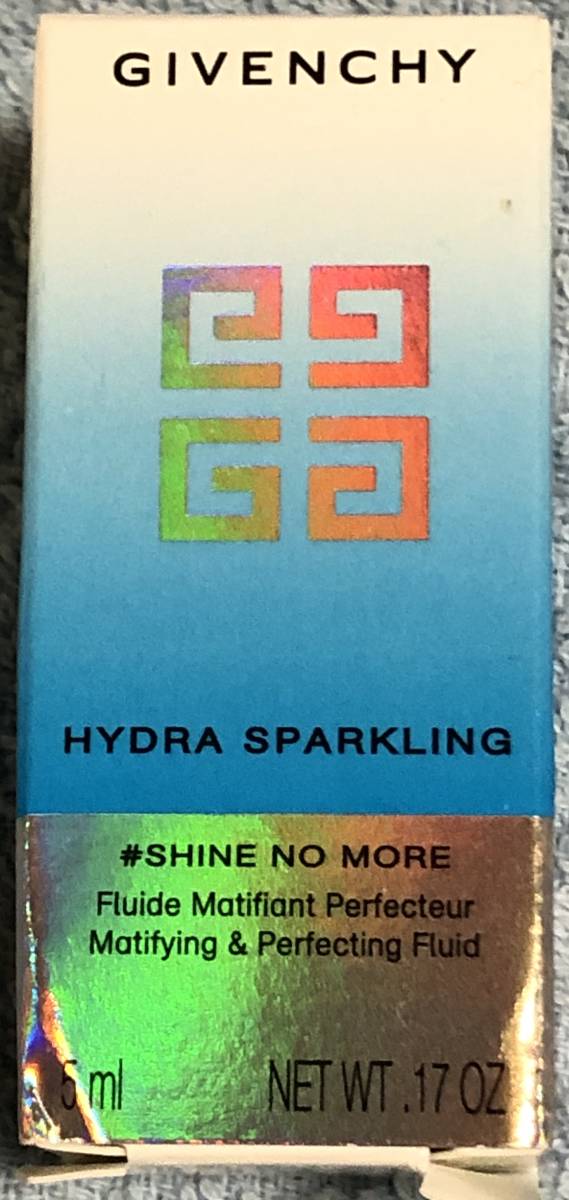 GIVENCHY
HYDRA SPARKLING
#SHINE NO MORE
Fluide Matifiant Perfecteur
Matifying & Perfecting Fluid
5 ml NET WT .17 OZ